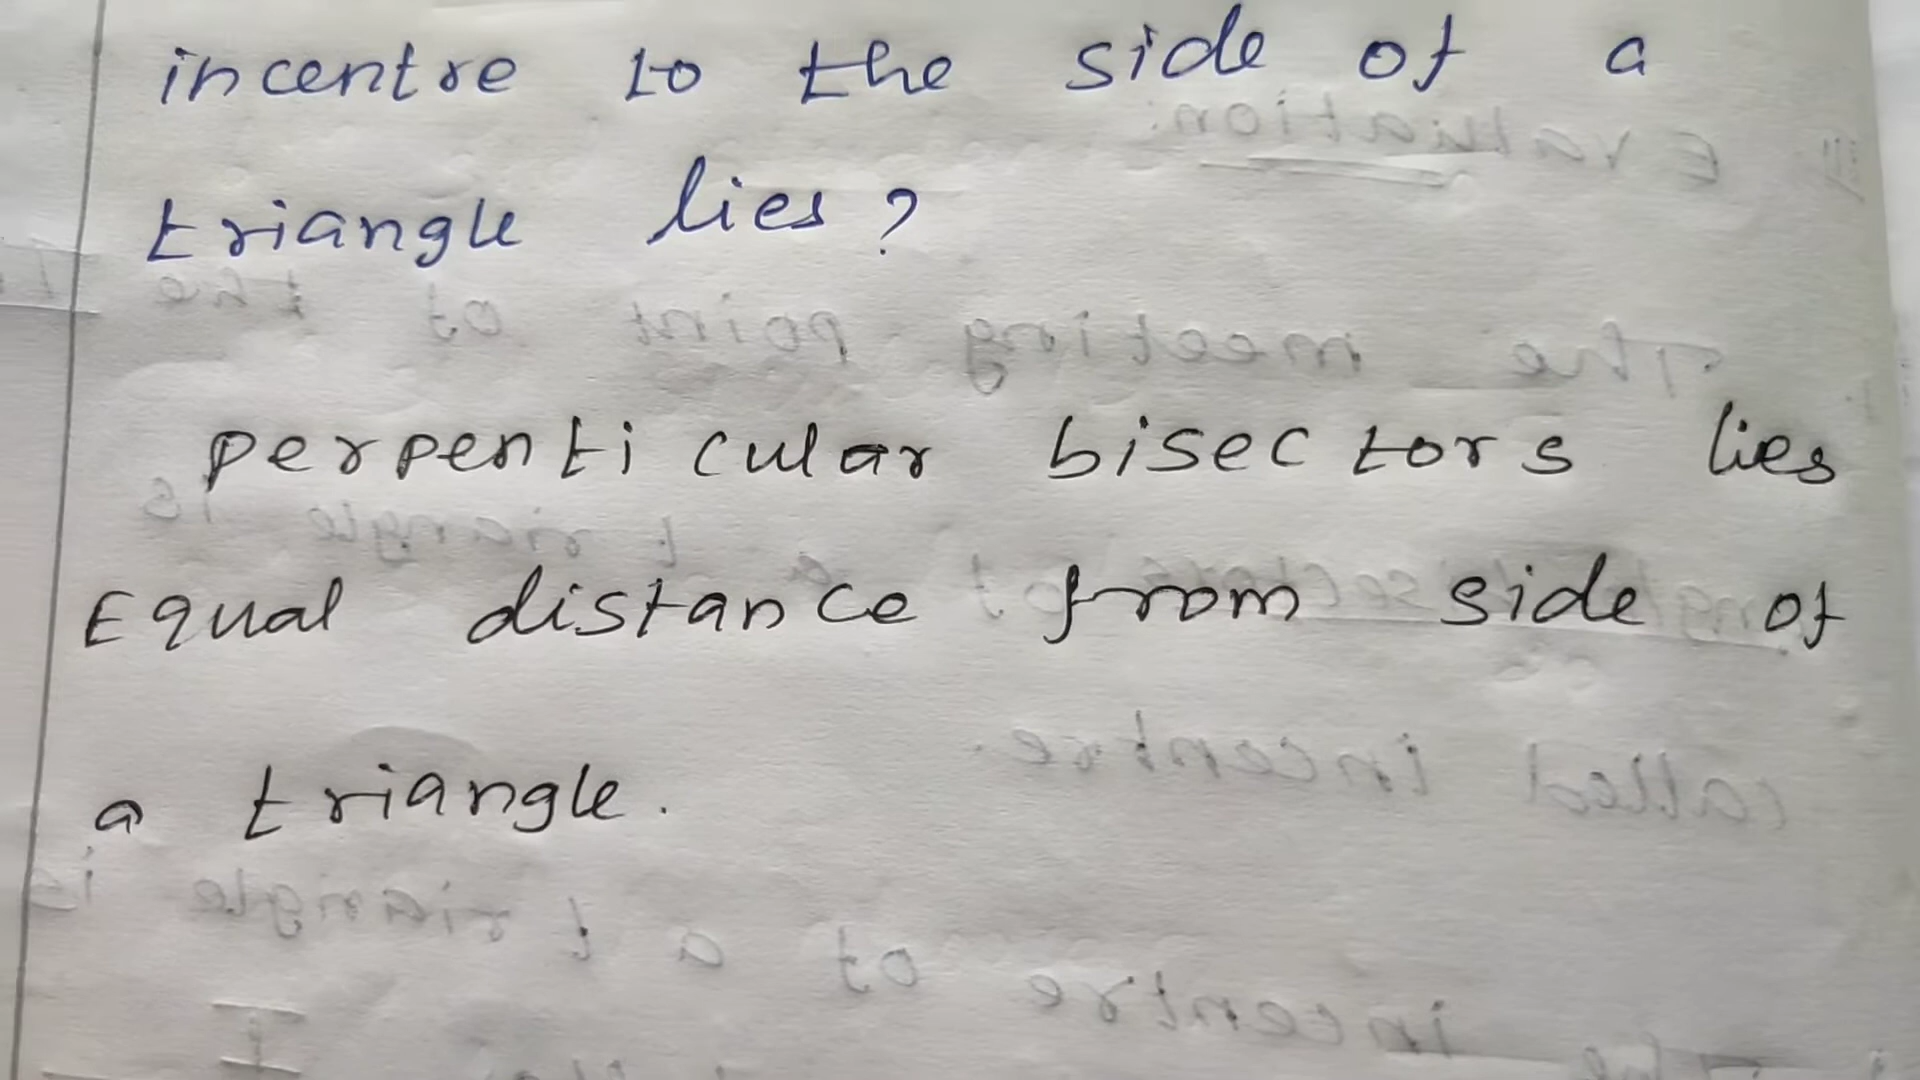 incentre to the side of a
triangle lies?
perpenticular bisectors lies
Equal distance from side of
a triangle.